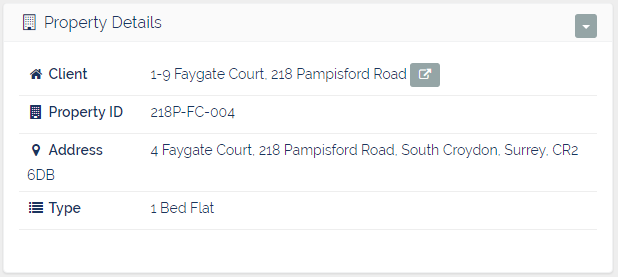 Property Details
Client 1-9 Faygate Court, 218 Pampisford Road
Property ID 218P-FC-004
Address 4 Faygate Court, 218 Pampisford Road, South Croydon, Surrey, CR2
6DB
Type 1 Bed Flat